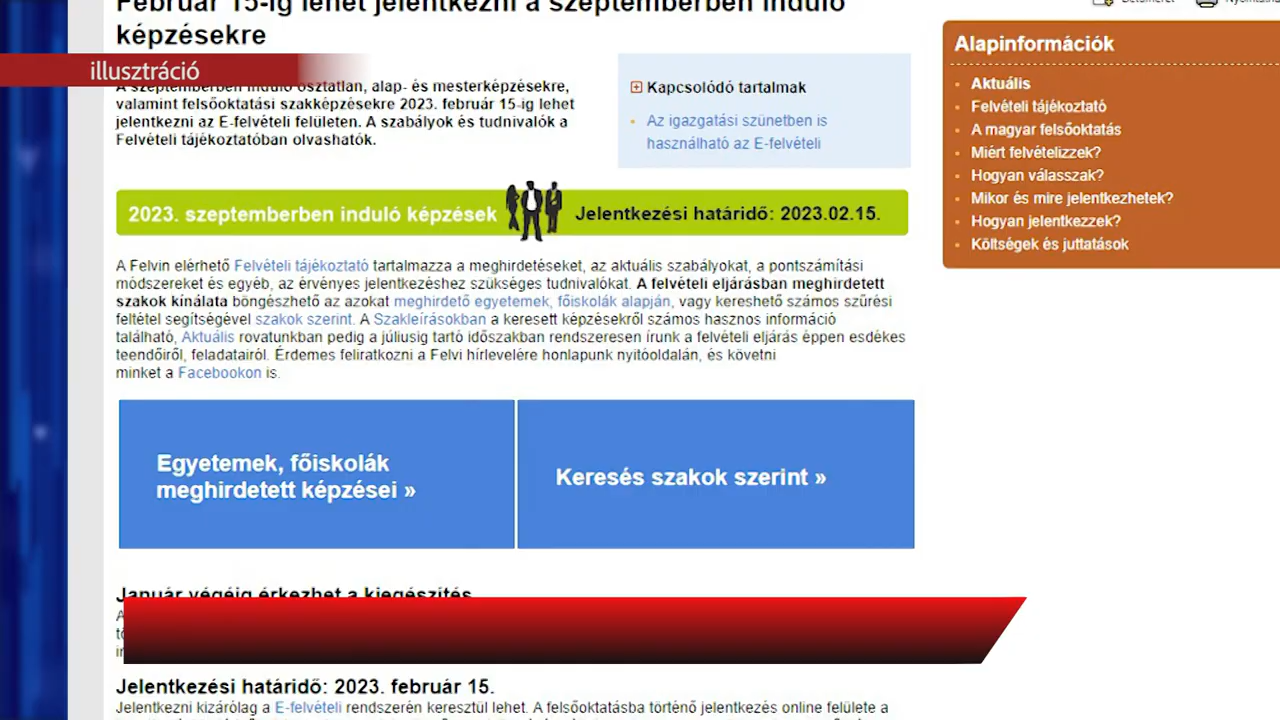 Február 15-ig lehet jelentkezni a szeptemberben induló
képzésekre
illusztráció
A szeptemberben induló osztatlan, alap- és mesterképzésekre,
valamint felsőoktatási szakképzésekre 2023. február 15-ig lehet
jelentkezni az E-felvételi felületen. A szabályok és tudnivalók a
Felvételi tájékoztatóban olvashatók.
Kapcsolódó tartalmak
Az igazgatási szünetben is
használható az E-felvételi
2023. szeptemberben induló képzések
Jelentkezési határidő: 2023.02.15.
A Felvin elérhető Felvételi tájékoztató tartalmazza a meghirdetéseket, az aktuális szabályokat, a pontszámítási
módszereket és egyéb, az érvényes jelentkezéshez szükséges tudnivalókat. A felvételi eljárásban meghirdetett
szakok kínálata böngészhető az azokat meghirdető egyetemek, főiskolák alapján, vagy kereshető számos szűrési
feltétel segítségével szakok szerint. A Szakleírásokban a keresett képzésekről számos hasznos információ
található, Aktuális rovatunkban pedig a júliusig tartó időszakban rendszeresen írunk a felvételi eljárás éppen esdékes
teendőiről, feladatairól. Érdemes feliratkozni a Felvi hírlevelére honlapunk nyitóoldalán, és követni
minket a Facebookon is.
Egyetemek, főiskolák
meghirdetett képzései »
Keresés szakok szerint »
Január végéig érkezhet a kiegészítés
Jelentkezési határidő: 2023. február 15.
Jelentkezni kizárólag a E-felvételi rendszerén keresztül lehet. A felsőoktatásba történő jelentkezés online felülete a
Alapinformációk
Aktuális
Felvételi tájékoztató
A magyar felsőoktatás
Miért felvételizzek?
Hogyan válasszak?
Mikor és mire jelentkezhetek?
Hogyan jelentkezzek?
Költségek és juttatások